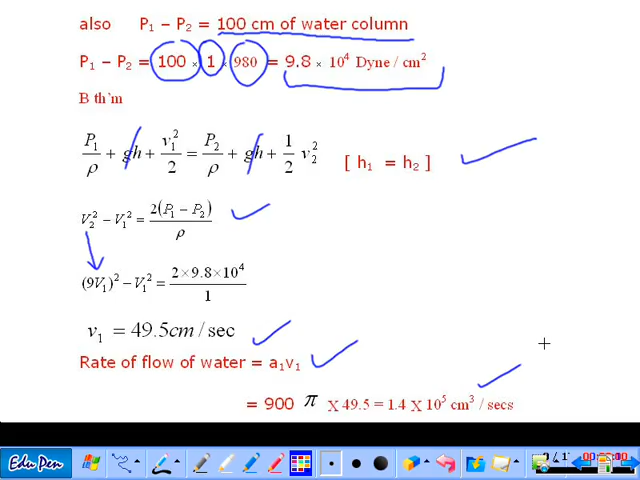 also P₁ – P₂ = 100 cm of water column
P₁ – P₂ = 100 × 1 × 980 = 9.8 × 10⁴ Dyne / cm²
B th'm
P₁/ρ + gh + v₁²/2 = P₂/ρ + gh + 1/2 v₂² [ h₁ = h₂ ]
V₂² − V₁² = 2(P₁ − P₂)/ρ
(9V₁)² − V₁² = 2×9.8×10⁴/1
v₁ = 49.5cm/sec
Rate of flow of water = a₁v₁
= 900 π X 49.5 = 1.4 X 10⁵ cm³ / secs
Edu Pen